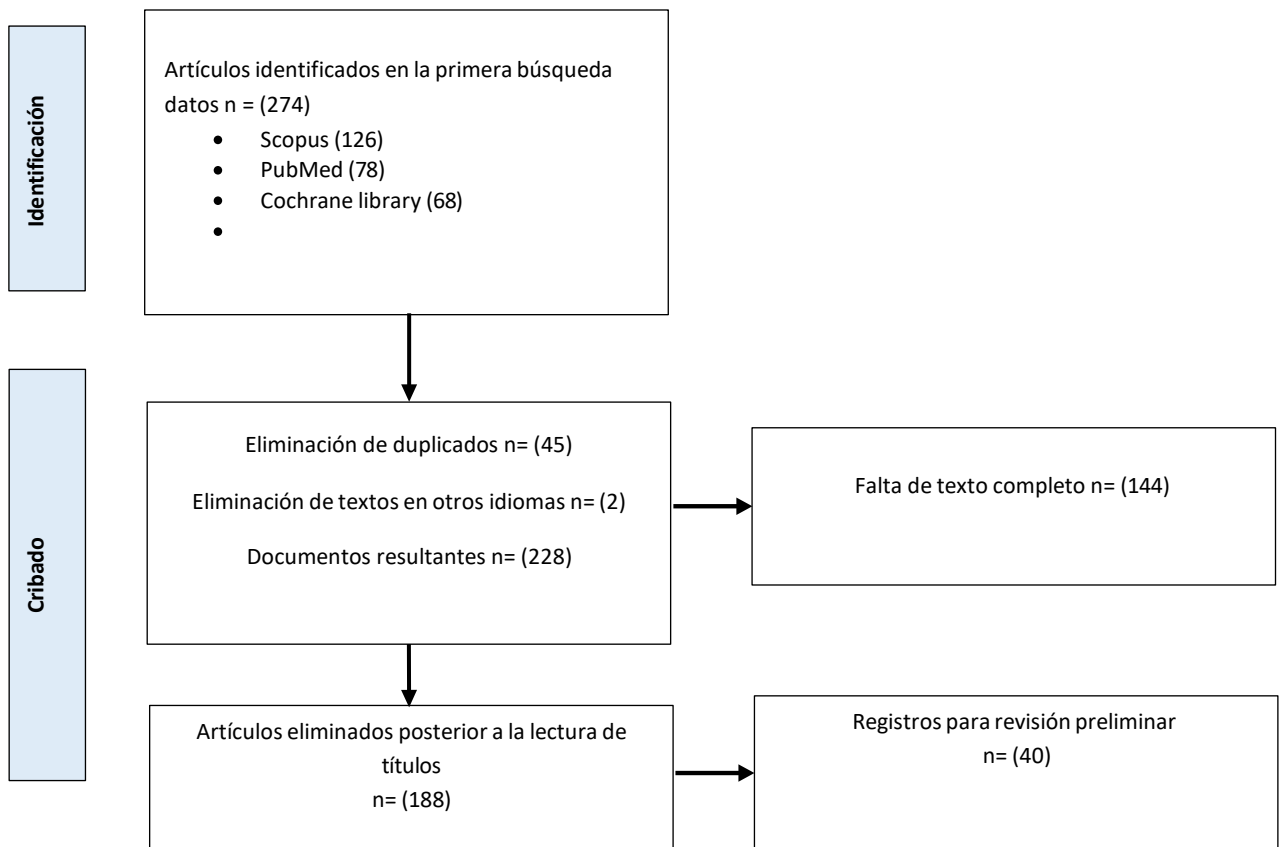 Identificación
Artículos identificados en la primera búsqueda
datos n = (274)
• Scopus (126)
• PubMed (78)
• Cochrane library (68)
•
Cribado
Eliminación de duplicados n= (45)
Eliminación de textos en otros idiomas n= (2)
Documentos resultantes n= (228)
Falta de texto completo n= (144)
Artículos eliminados posterior a la lectura de
títulos
n= (188)
Registros para revisión preliminar
n= (40)